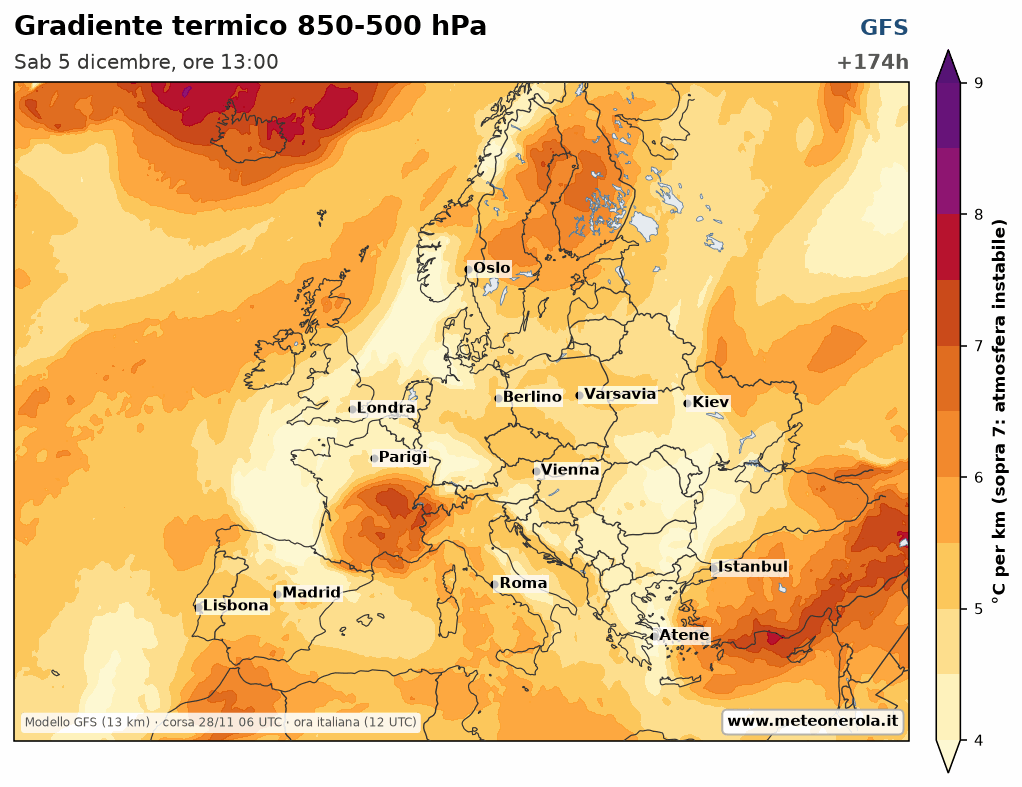 Gradiente termico 850-500 hPa
GFS
Sab 5 dicembre, ore 13:00
+174h
9
8
7
6
5
4
°C per km (sopra 7: atmosfera instabile)
Oslo
Londra
Berlino
Varsavia
Kiev
Parigi
Vienna
Istanbul
Roma
Madrid
Lisbona
Atene
Modello GFS (13 km) · corsa 28/11 06 UTC · ora italiana (12 UTC)
www.meteonerola.it